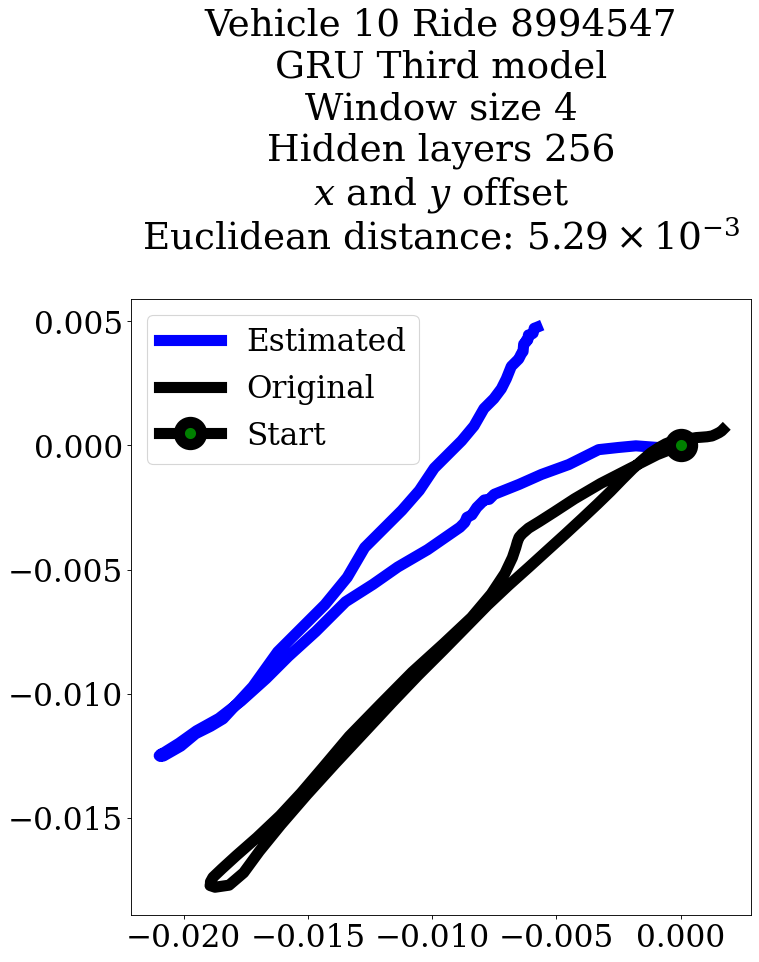 Vehicle 10 Ride 8994547
GRU Third model
Window size 4
Hidden layers 256
x and y offset
Euclidean distance: 5.29 × 10⁻³
Estimated
Original
Start
0.005
0.000
−0.005
−0.010
−0.015
−0.020 −0.015 −0.010 −0.005 0.000